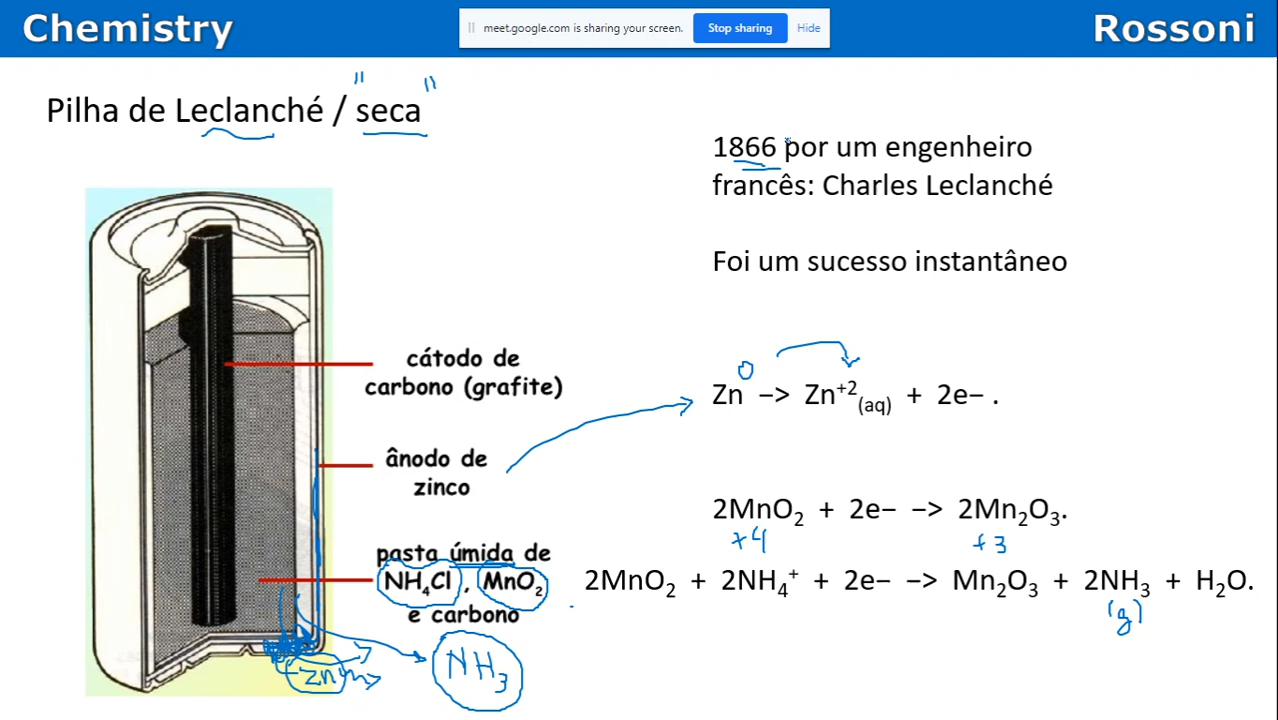 Chemistry
meet.google.com is sharing your screen. Stop sharing Hide
Rossoni
Pilha de Leclanché / "seca"
1866 por um engenheiro
francês: Charles Leclanché
Foi um sucesso instantâneo
cátodo de
carbono (grafite)
ânodo de
zinco
pasta úmida de
NH₄Cl , MnO₂
e carbono
0
Zn −> Zn⁺²(aq) + 2e− .
2MnO₂ + 2e− −> 2Mn₂O₃.
+4 +3
2MnO₂ + 2NH₄⁺ + 2e− −> Mn₂O₃ + 2NH₃ + H₂O.
(g)
Zn
NH₃